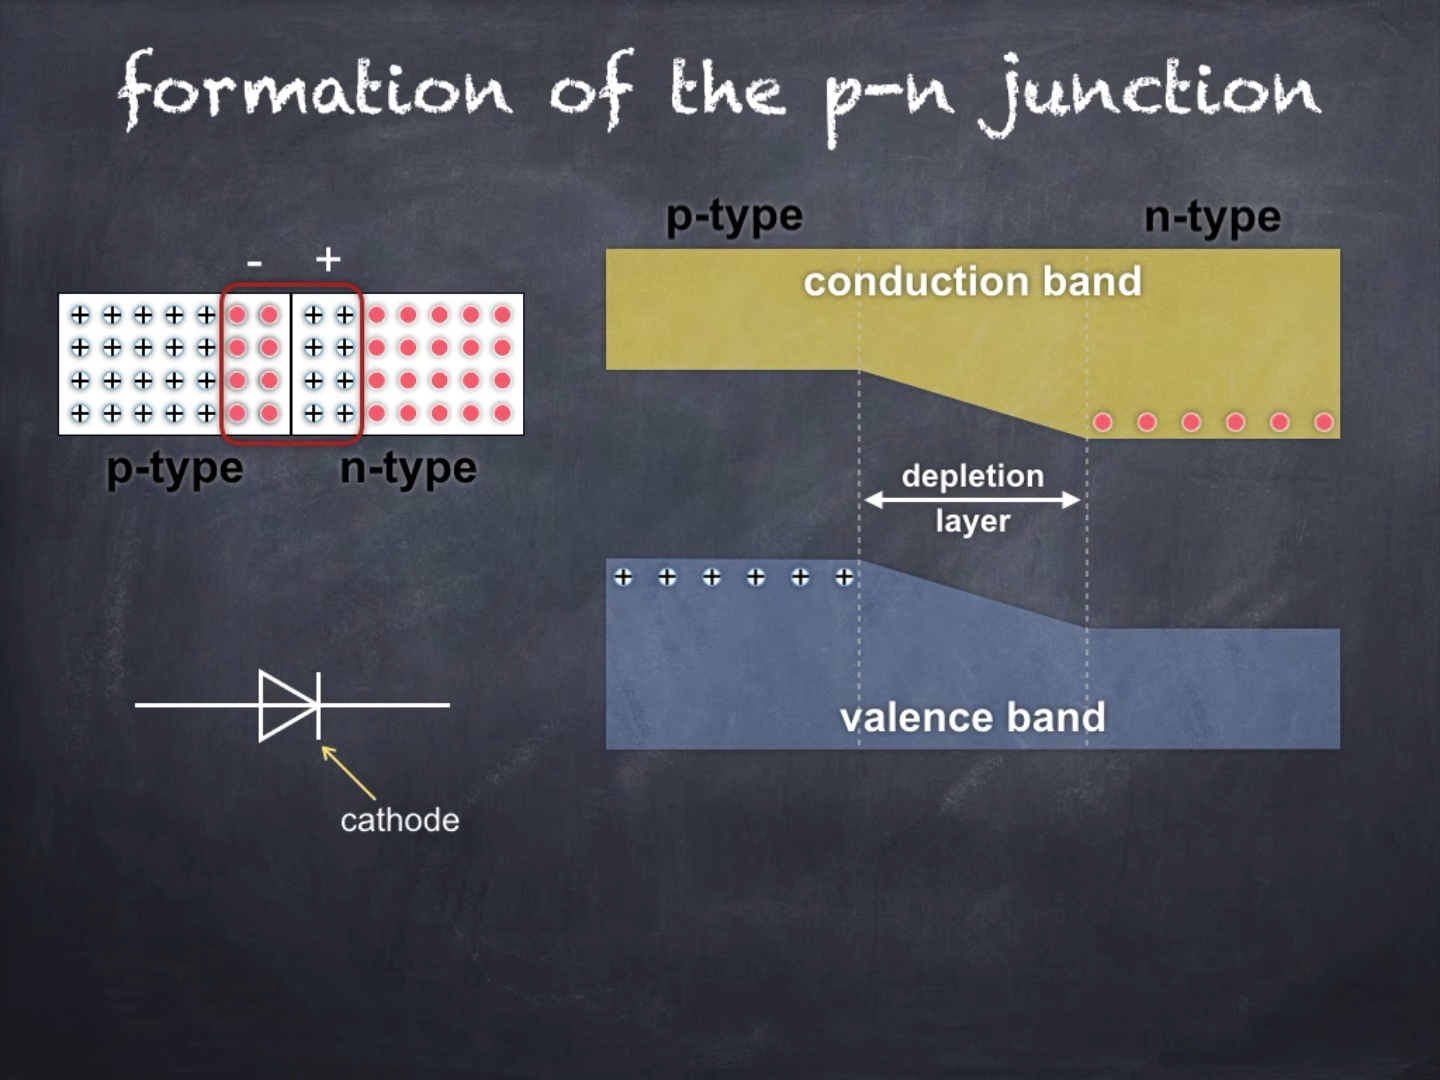 formation of the p-n junction
- +
p-type n-type
p-type n-type
conduction band
depletion
layer
valence band
cathode